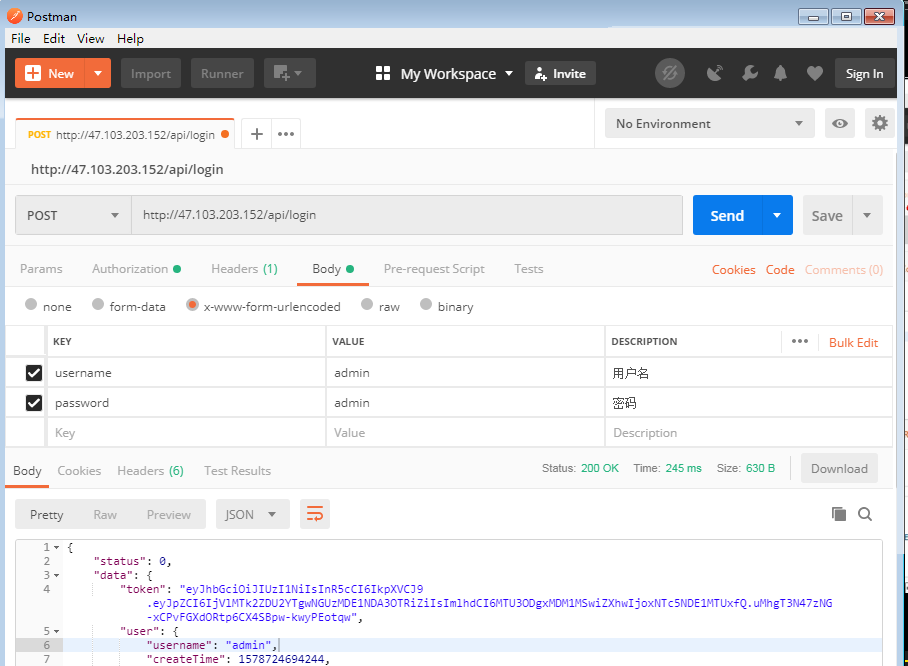 Postman
File Edit View Help
New Import Runner My Workspace Invite Sign In
POST http://47.103.203.152/api/login + ••• No Environment
http://47.103.203.152/api/login
POST http://47.103.203.152/api/login Send Save
Params Authorization Headers (1) Body Pre-request Script Tests Cookies Code Comments (0)
none form-data x-www-form-urlencoded raw binary
KEY VALUE DESCRIPTION ••• Bulk Edit
username admin 用户名
password admin 密码
Key Value Description
Body Cookies Headers (6) Test Results Status: 200 OK Time: 245 ms Size: 630 B Download
Pretty Raw Preview JSON
1 {
2 "status": 0,
3 "data": {
4 "token": "eyJhbGciOiJIUzI1NiIsInR5cCI6IkpXVCJ9
.eyJpZCI6IjVlMTk2ZDU2YTgwNGUzMDE1NDA3OTRiZiIsImlhdCI6MTU3ODgxMDM1MSwiZXhwIjoxNTc5NDE1MTUxfQ.uMhgT3N47zNG
-xCPvFGXdORtp6CX4SBpw-kwyPEotqw",
5 "user": {
6 "username": "admin",
7 "createTime": 1578724694244,